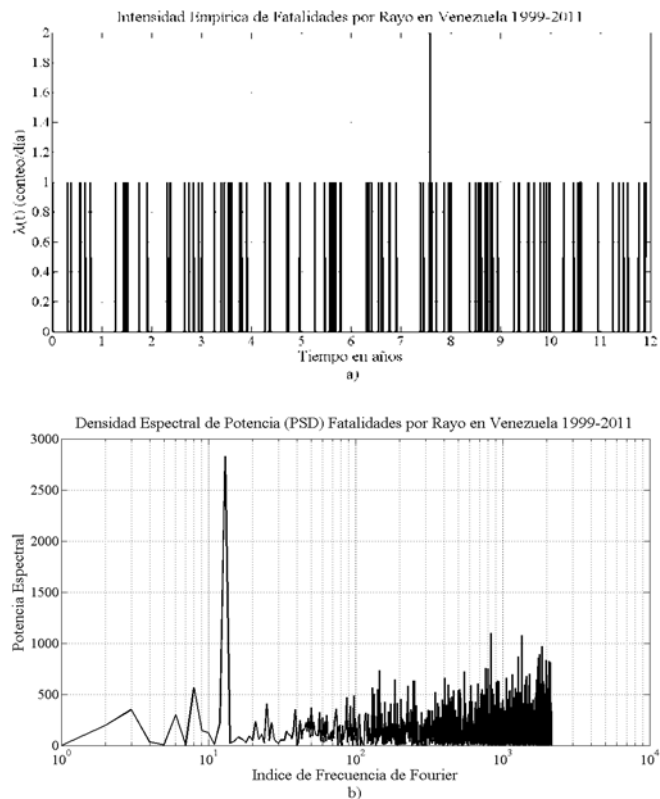 Intensidad Empírica de Fatalidades por Rayo en Venezuela 1999-2011
2
1.8
1.6
1.4
1.2
1
0.8
0.6
0.4
0.2
0
λ(t) (conteo/día)
0 1 2 3 4 5 6 7 8 9 10 11 12
Tiempo en años
a)
Densidad Espectral de Potencia (PSD) Fatalidades por Rayo en Venezuela 1999-2011
3000
2500
2000
1500
1000
500
0
Potencia Espectral
10^0 10^1 10^2 10^3 10^4
Indice de Frecuencia de Fourier
b)